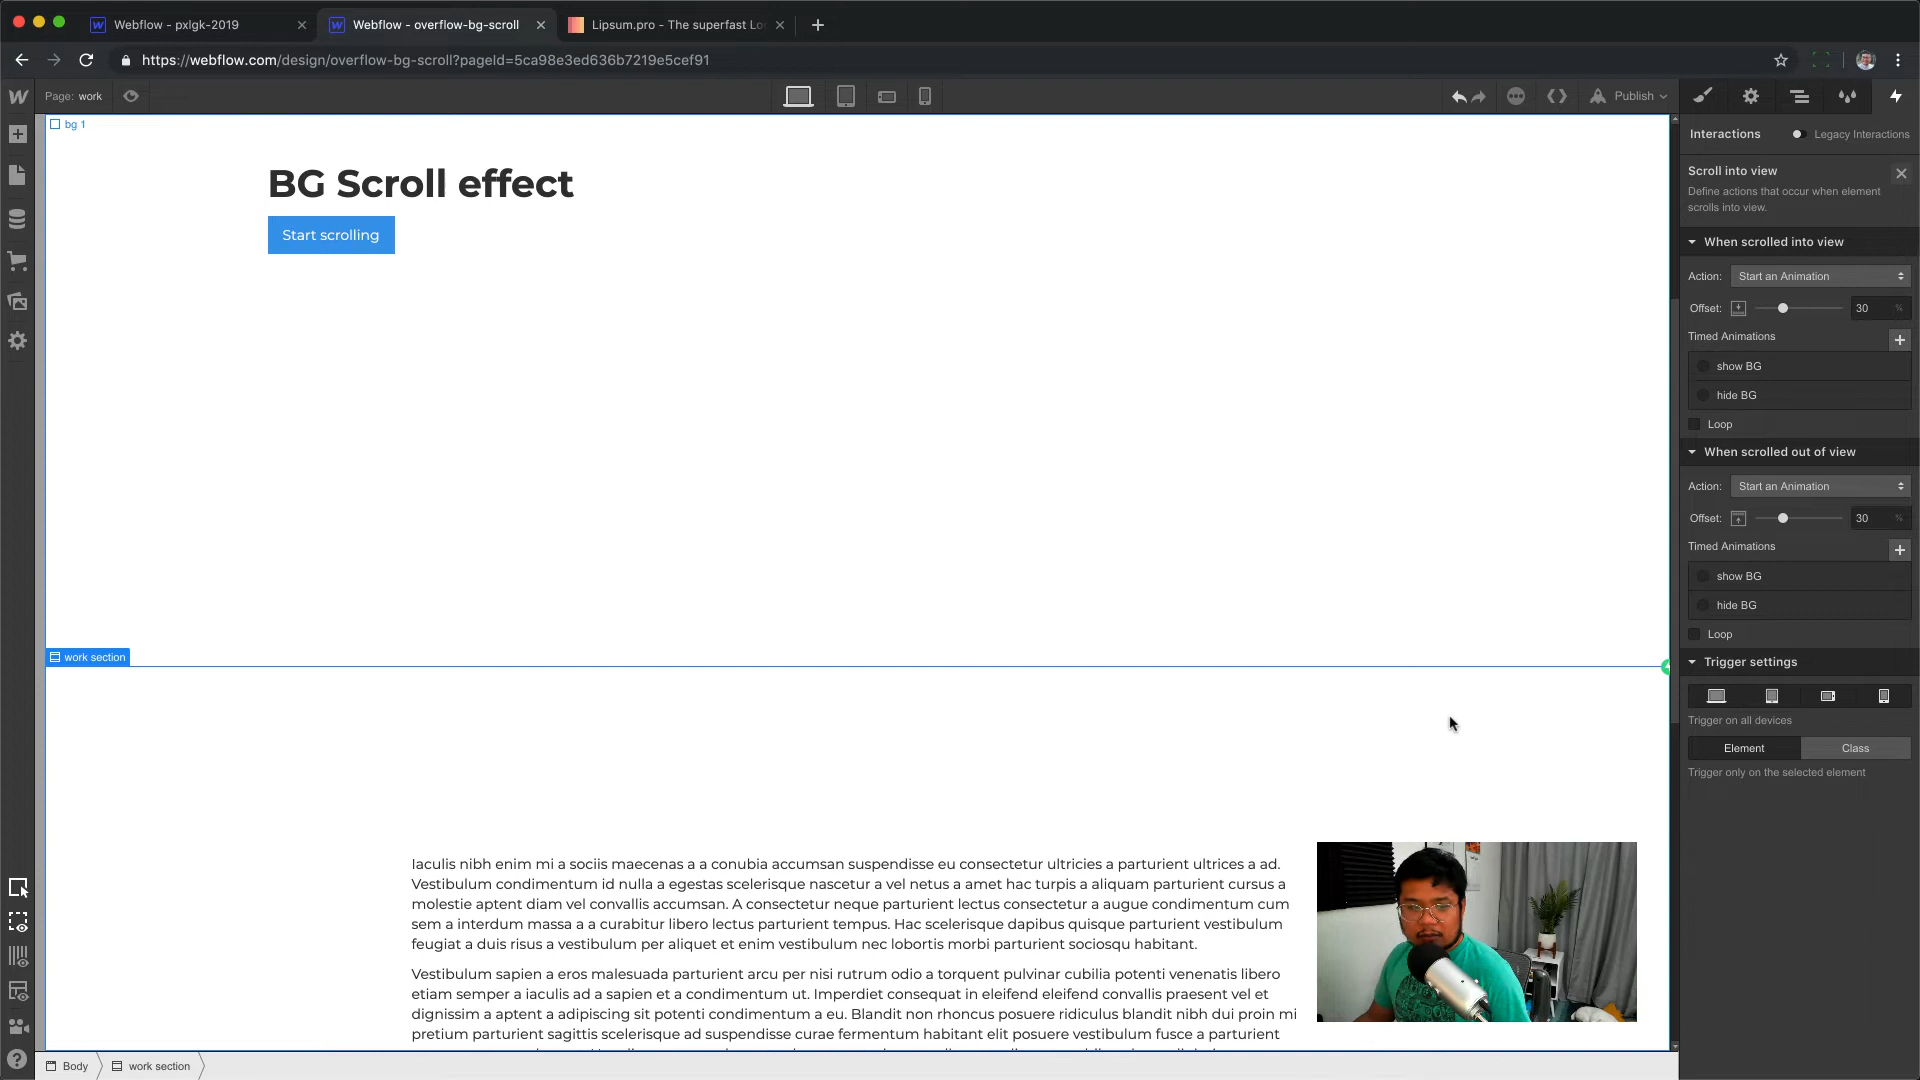 Webflow - pxlgk-2019
Webflow - overflow-bg-scroll
Lipsum.pro - The superfast Lo
https://webflow.com/design/overflow-bg-scroll?pageId=5ca98e3ed636b7219e5cef91
Page: work
Publish
bg 1
BG Scroll effect
Start scrolling
work section
Iaculis nibh enim mi a sociis maecenas a a conubia accumsan suspendisse eu consectetur ultricies a parturient ultrices a ad.
Vestibulum condimentum id nulla a egestas scelerisque nascetur a vel netus a amet hac turpis a aliquam parturient cursus a
molestie aptent diam vel convallis accumsan. A consectetur neque parturient lectus consectetur a augue condimentum cum
sem a interdum massa a a curabitur libero lectus parturient tempus. Hac scelerisque dapibus quisque parturient vestibulum
feugiat a duis risus a vestibulum per aliquet et enim vestibulum nec lobortis morbi parturient sociosqu habitant.
Vestibulum sapien a eros malesuada parturient arcu per nisi rutrum odio a torquent pulvinar cubilia potenti venenatis libero
etiam semper a iaculis ad a sapien et a condimentum ut. Imperdiet consequat in eleifend eleifend convallis praesent vel et
dignissim a aptent a adipiscing sit potenti condimentum a eu. Blandit non rhoncus posuere ridiculus blandit nibh dui proin mi
pretium parturient sagittis scelerisque ad suspendisse curae fermentum habitant elit posuere vestibulum fusce a parturient
Body
work section
Interactions
Legacy Interactions
Scroll into view
Define actions that occur when element
scrolls into view.
When scrolled into view
Action: Start an Animation
Offset: 30 %
Timed Animations
show BG
hide BG
Loop
When scrolled out of view
Action: Start an Animation
Offset: 30 %
Timed Animations
show BG
hide BG
Loop
Trigger settings
Trigger on all devices
Element Class
Trigger only on the selected element